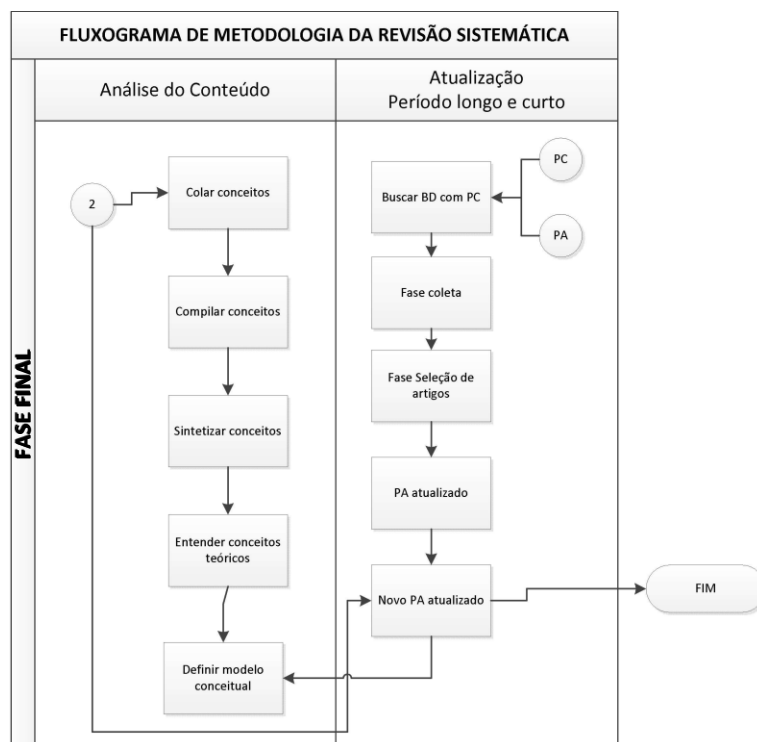 FLUXOGRAMA DE METODOLOGIA DA REVISÃO SISTEMÁTICA
FASE FINAL
Análise do Conteúdo
Atualização
Período longo e curto
2
Colar conceitos
Compilar conceitos
Sintetizar conceitos
Entender conceitos
teóricos
Definir modelo
conceitual
PC
PA
Buscar BD com PC
Fase coleta
Fase Seleção de
artigos
PA atualizado
Novo PA atualizado
FIM